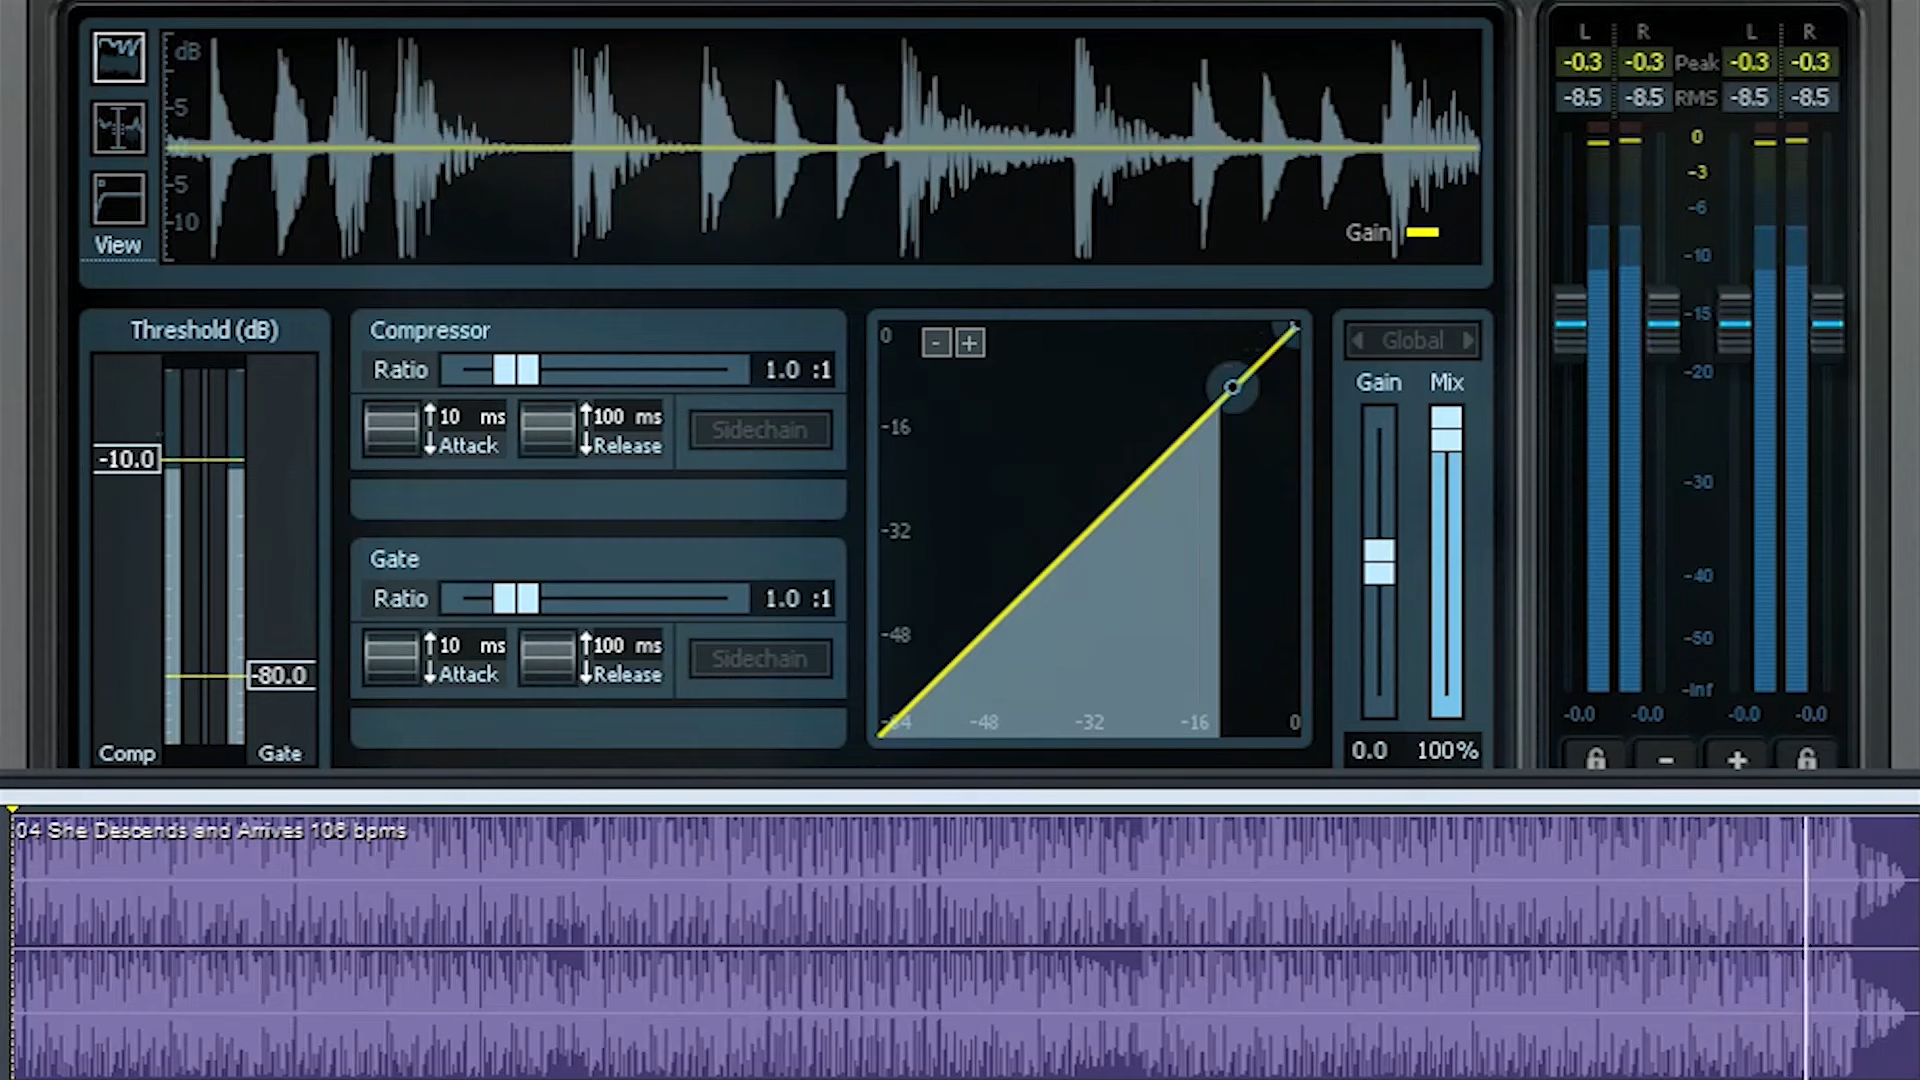 dB
-5
-5
-10
Gain
View
L R L R
-0.3 -0.3 Peak -0.3 -0.3
-8.5 -8.5 RMS -8.5 -8.5
0
-3
-6
-10
-15
-20
-30
-40
-50
-inf
-0.0 -0.0 -0.0 -0.0
- +
Threshold (dB)
-10.0
-80.0
Comp Gate
Compressor
Ratio 1.0 :1
10 ms 100 ms
Attack Release
Sidechain
Gate
Ratio 1.0 :1
10 ms 100 ms
Attack Release
Sidechain
0 - +
-16
-32
-48
-64 -48 -32 -16 0
Global
Gain Mix
0.0 100%
04 She Descends and Arrives 106 bpms